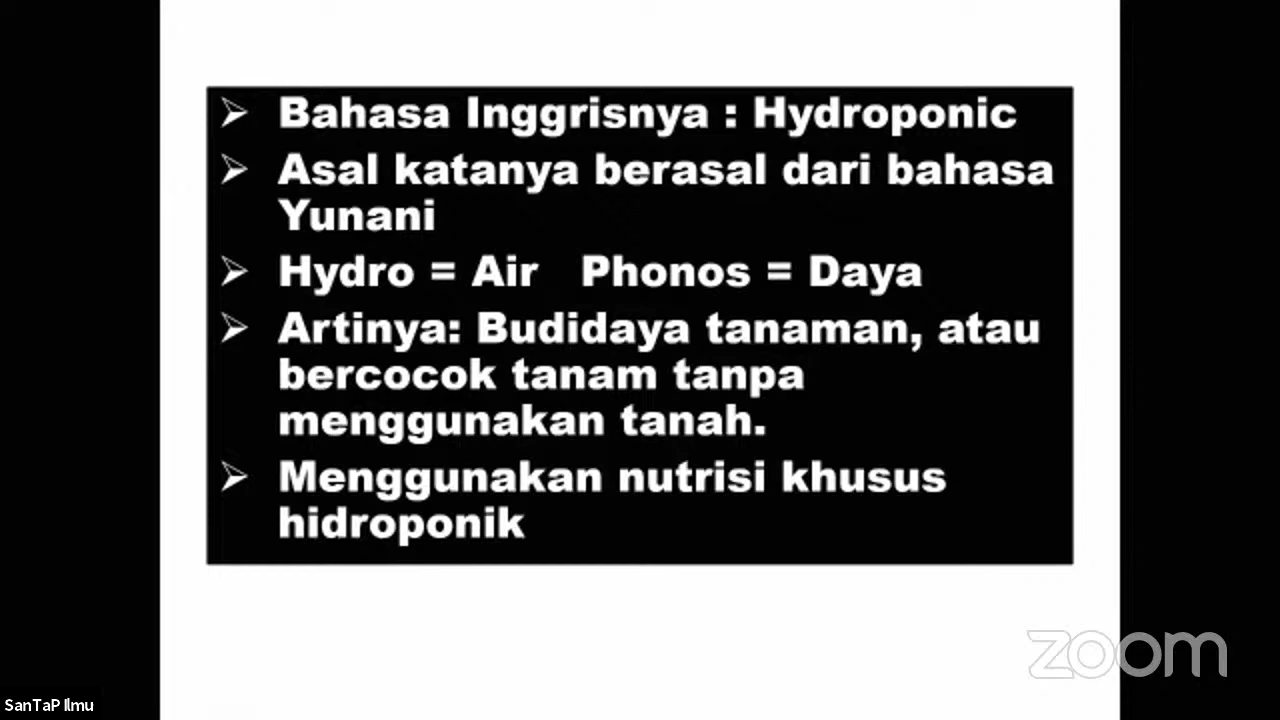 ➢ Bahasa Inggrisnya : Hydroponic
➢ Asal katanya berasal dari bahasa
Yunani
➢ Hydro = Air   Phonos = Daya
➢ Artinya: Budidaya tanaman, atau
bercocok tanam tanpa
menggunakan tanah.
➢ Menggunakan nutrisi khusus
hidroponik
zoom
SanTaP Ilmu